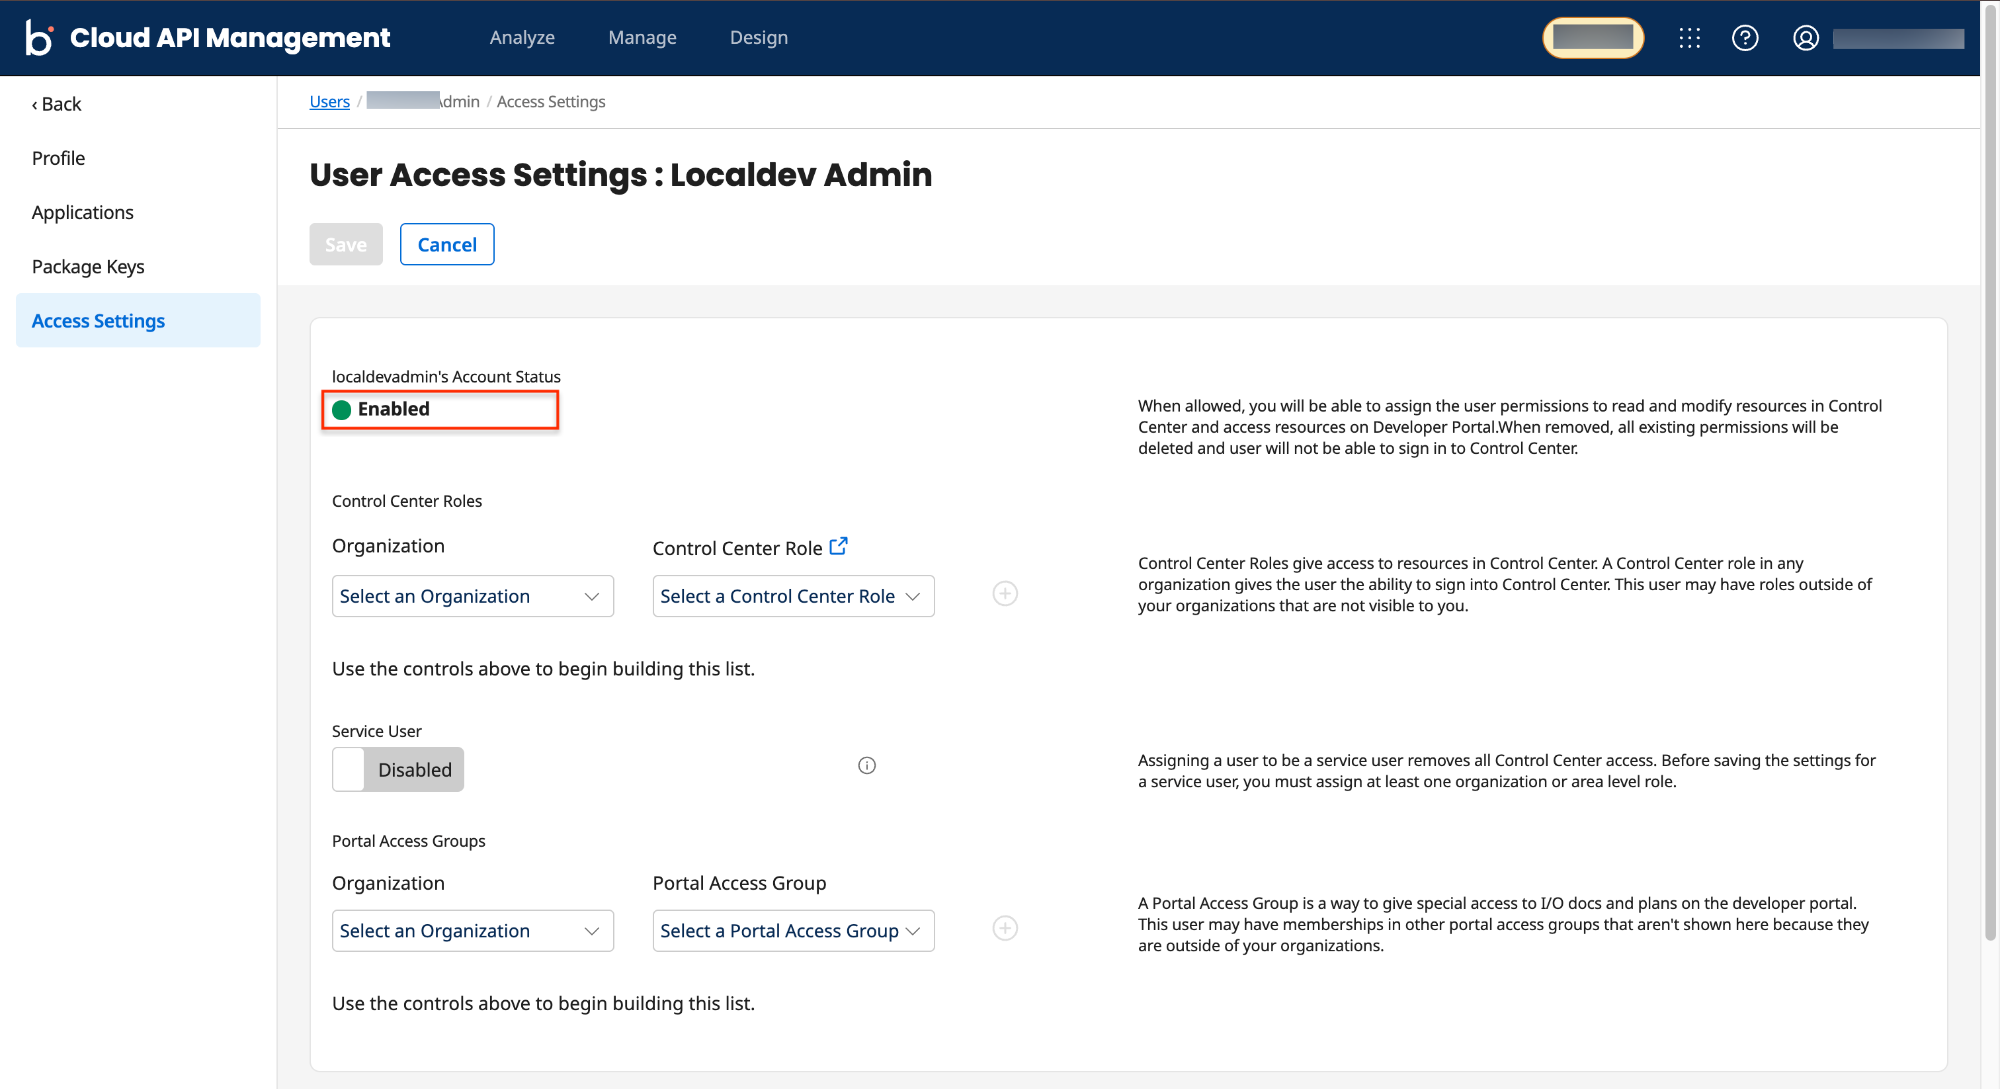 Cloud API Management Analyze Manage Design
‹ Back
Profile
Applications
Package Keys
Access Settings
Users / Admin / Access Settings
User Access Settings : Localdev Admin
Save Cancel
localdevadmin's Account Status
Enabled
When allowed, you will be able to assign the user permissions to read and modify resources in Control
Center and access resources on Developer Portal.When removed, all existing permissions will be
deleted and user will not be able to sign in to Control Center.
Control Center Roles
Organization Control Center Role
Select an Organization Select a Control Center Role
Control Center Roles give access to resources in Control Center. A Control Center role in any
organization gives the user the ability to sign into Control Center. This user may have roles outside of
your organizations that are not visible to you.
Use the controls above to begin building this list.
Service User
Disabled
Assigning a user to be a service user removes all Control Center access. Before saving the settings for
a service user, you must assign at least one organization or area level role.
Portal Access Groups
Organization Portal Access Group
Select an Organization Select a Portal Access Group
A Portal Access Group is a way to give special access to I/O docs and plans on the developer portal.
This user may have memberships in other portal access groups that aren't shown here because they
are outside of your organizations.
Use the controls above to begin building this list.